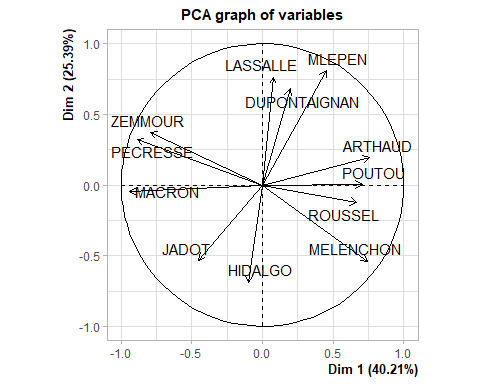 PCA graph of variables
Dim 2 (25.39%)
1.0
0.5
0.0
-0.5
-1.0
LASSALLE
MLEPEN
DUPONTAIGNAN
ZEMMOUR
PECRESSE
ARTHAUD
POUTOU
MACRON
ROUSSEL
JADOT
MELENCHON
HIDALGO
-1.0 -0.5 0.0 0.5 1.0
Dim 1 (40.21%)